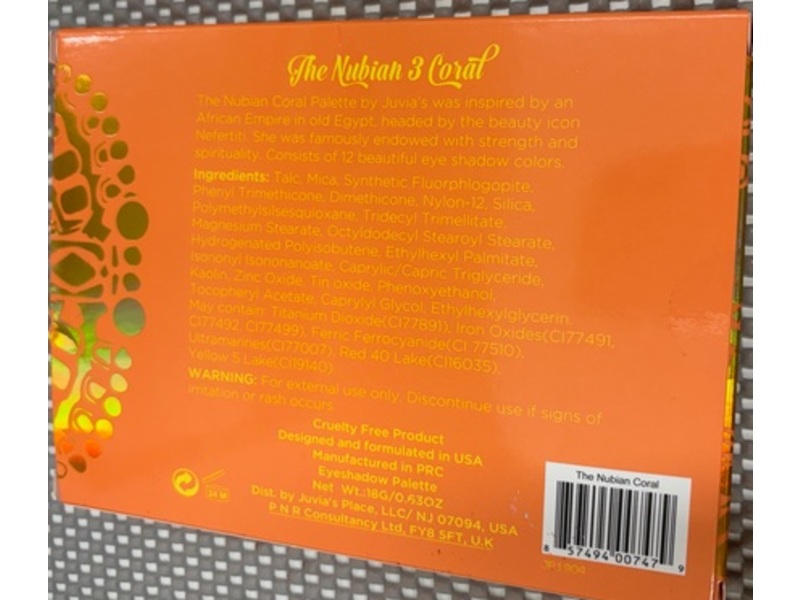 The Nubian 3 Coral
The Nubian Coral Palette by Juvia's was inspired by an
African Empire in old Egypt, headed by the beauty icon
Nefertiti. She was famously endowed with strength and
spirituality. Consists of 12 beautiful eye shadow colors.
Ingredients: Talc, Mica, Synthetic Fluorphlogopite,
Phenyl Trimethicone, Dimethicone, Nylon-12, Silica,
Polymethylsilsesquioxane, Tridecyl Trimellitate,
Magnesium Stearate, Octyldodecyl Stearoyl Stearate,
Hydrogenated Polyisobutene, Ethylhexyl Palmitate,
Isononyl Isononanoate, Caprylic/Capric Triglyceride,
Kaolin, Zinc Oxide, Tin oxide, Phenoxyethanol,
Tocopheryl Acetate, Caprylyl Glycol, Ethylhexylglycerin.
May contain: Titanium Dioxide(CI77891), Iron Oxides(CI77491,
CI77492, CI77499), Ferric Ferrocyanide(CI 77510),
Ultramarines(CI77007), Red 40 Lake(CI16035),
Yellow 5 Lake(CI19140)
WARNING: For external use only. Discontinue use if signs of
irritation or rash occurs.
Cruelty Free Product
Designed and formulated in USA
Manufactured in PRC
Eyeshadow Palette
Net Wt.:18G/0.63OZ
Dist. by Juvia's Place, LLC/ NJ 07094, USA
P N R Consultancy Ltd, FY8 5FT, U.K
24 M
The Nubian Coral
8 57494 00747 9
JP1904